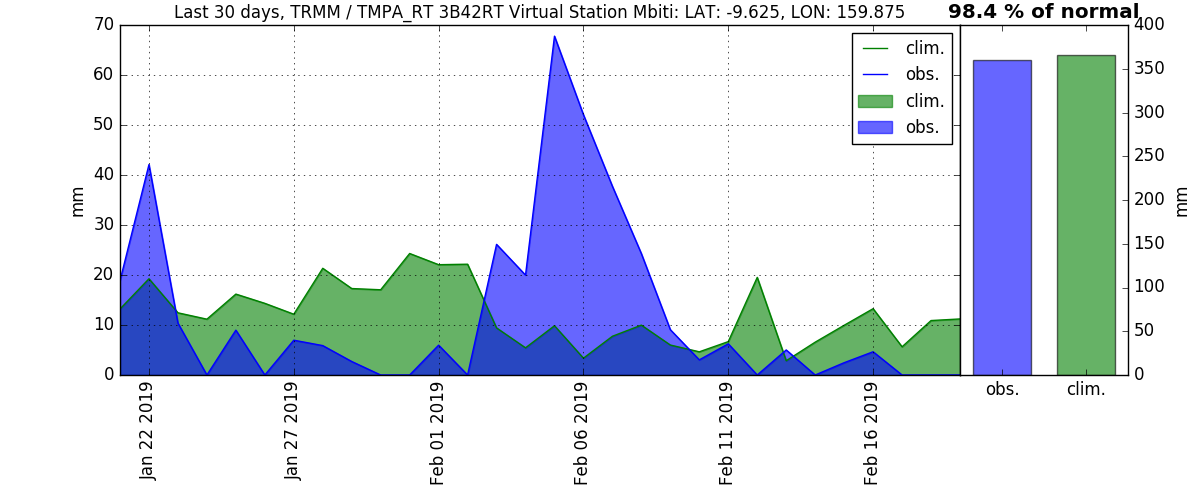 Last 30 days, TRMM / TMPA_RT 3B42RT Virtual Station Mbiti: LAT: -9.625, LON: 159.875
98.4 % of normal
70
60
50
40
30
20
10
0
mm
clim.
obs.
clim.
obs.
Jan 22 2019
Jan 27 2019
Feb 01 2019
Feb 06 2019
Feb 11 2019
Feb 16 2019
400
350
300
250
200
150
100
50
0
mm
obs.
clim.